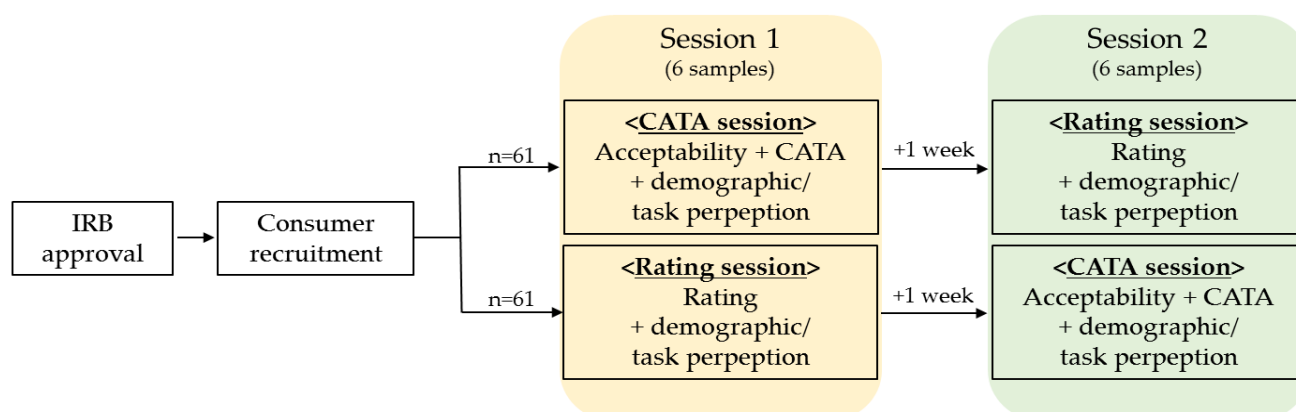 IRB
approval
Consumer
recruitment
n=61
n=61
Session 1
(6 samples)
<CATA session>
Acceptability + CATA
+ demographic/
task perpeption
<Rating session>
Rating
+ demographic/
task perpeption
+1 week
+1 week
Session 2
(6 samples)
<Rating session>
Rating
+ demographic/
task perpeption
<CATA session>
Acceptability + CATA
+ demographic/
task perpeption